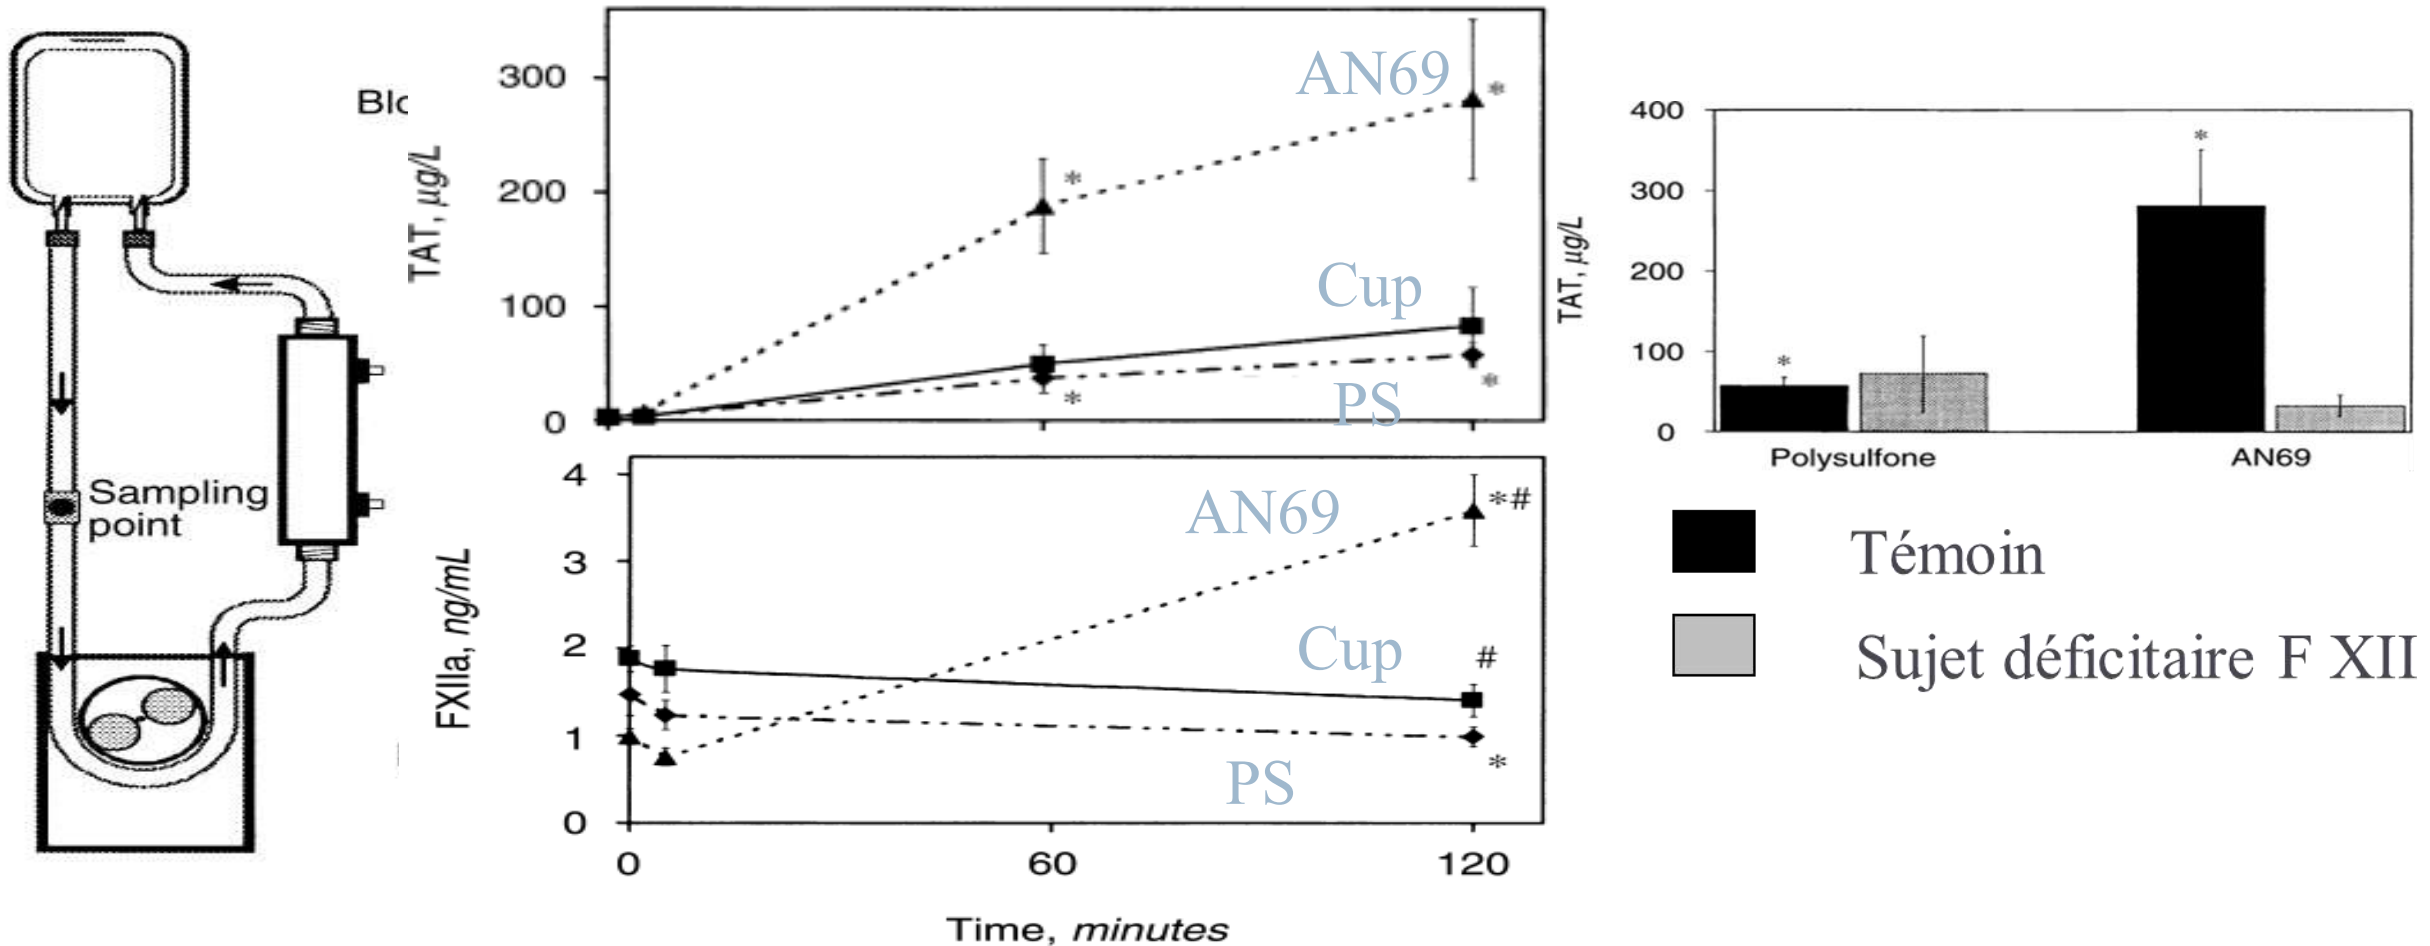 Blo
Sampling
point
TAT, µg/L
300
200
100
0
AN69
*
*
Cup
*
*
PS
FXIIa, ng/mL
4
3
2
1
0
AN69
*#
Cup
#
PS
*
0
60
120
Time, minutes
TAT, µg/L
400
300
200
100
0
*
*
Polysulfone
AN69
Témoin
Sujet déficitaire F XII